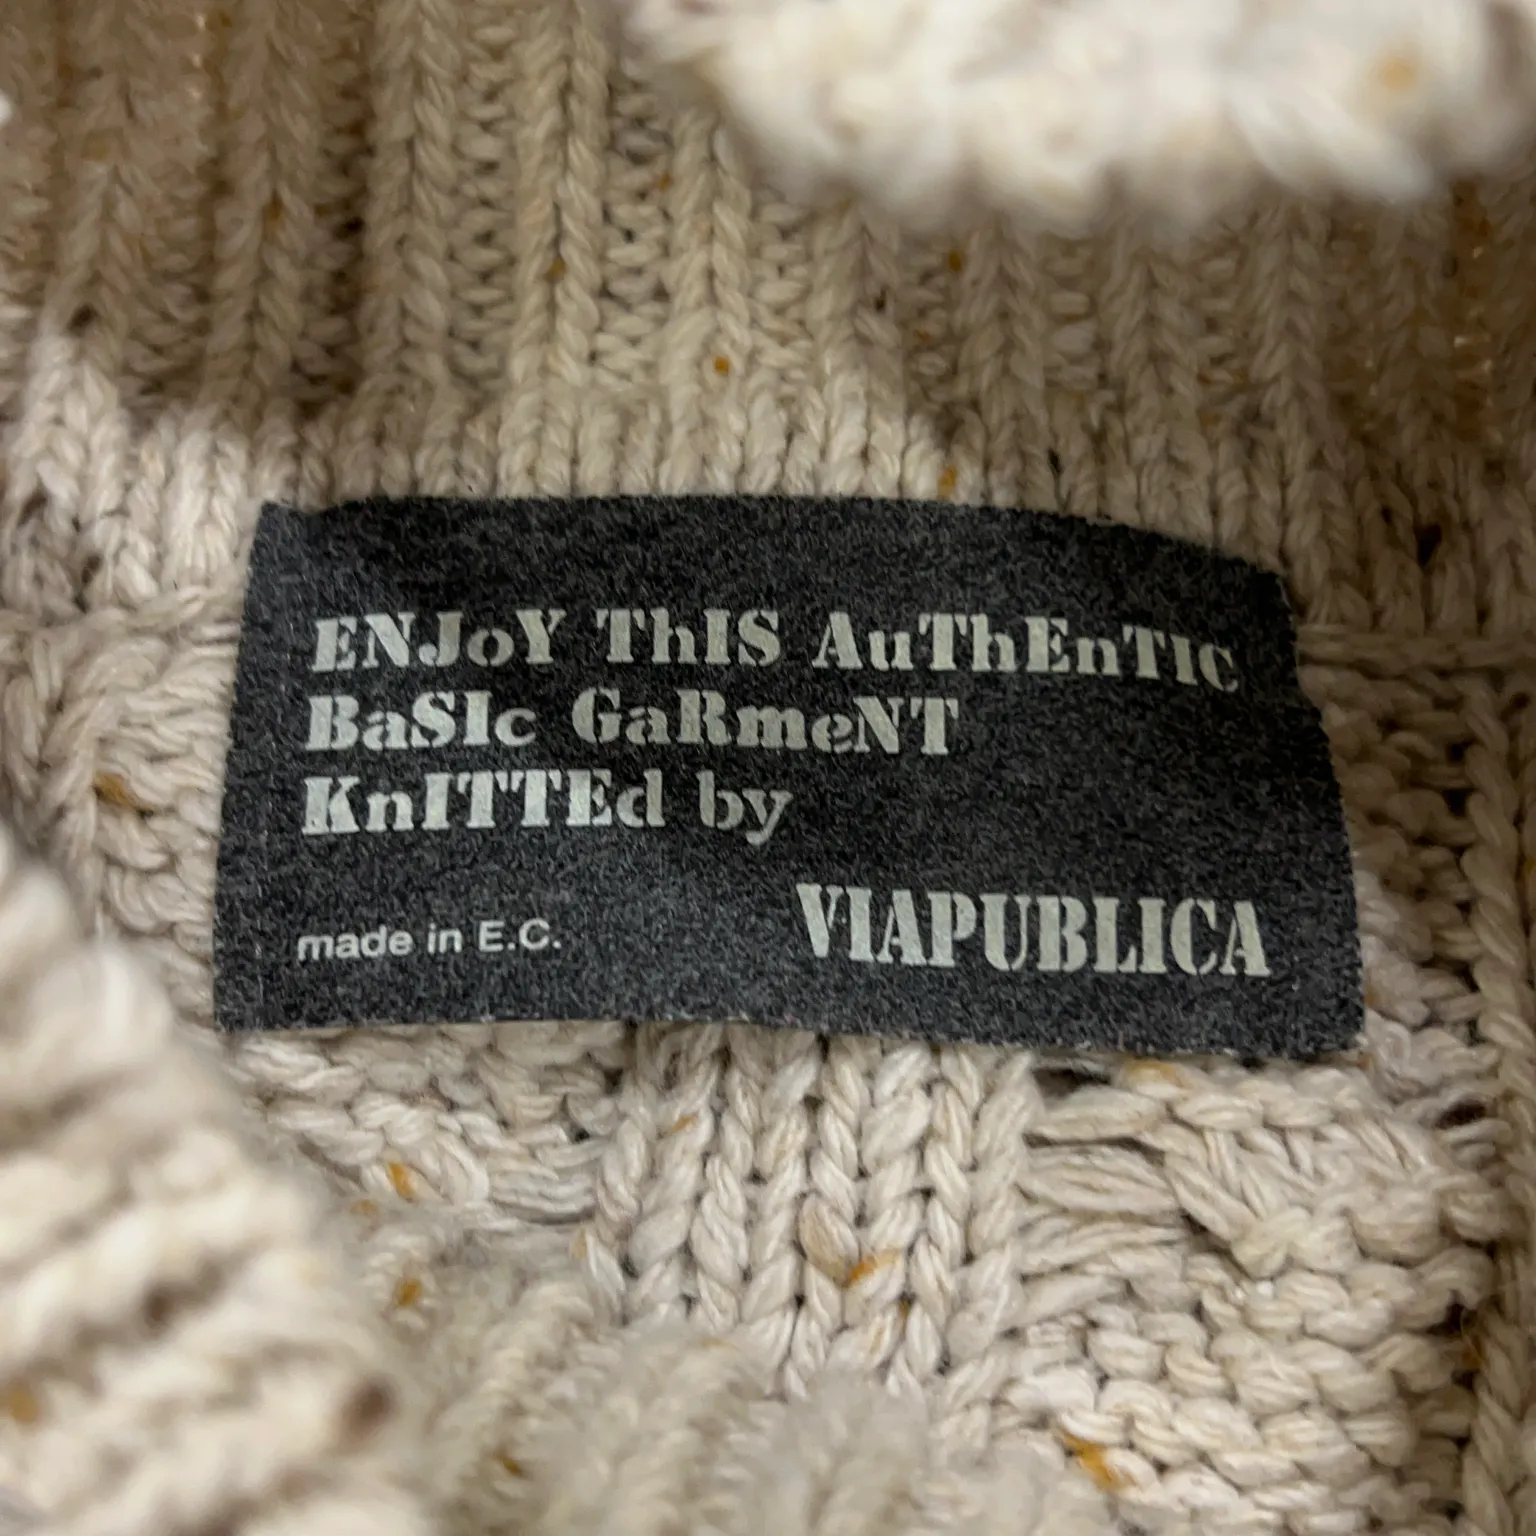 ENJoY ThIS AuThEnTIc
BaSIc GaRmeNT
KnITTEd by
made in E.C.
VIAPUBLICA